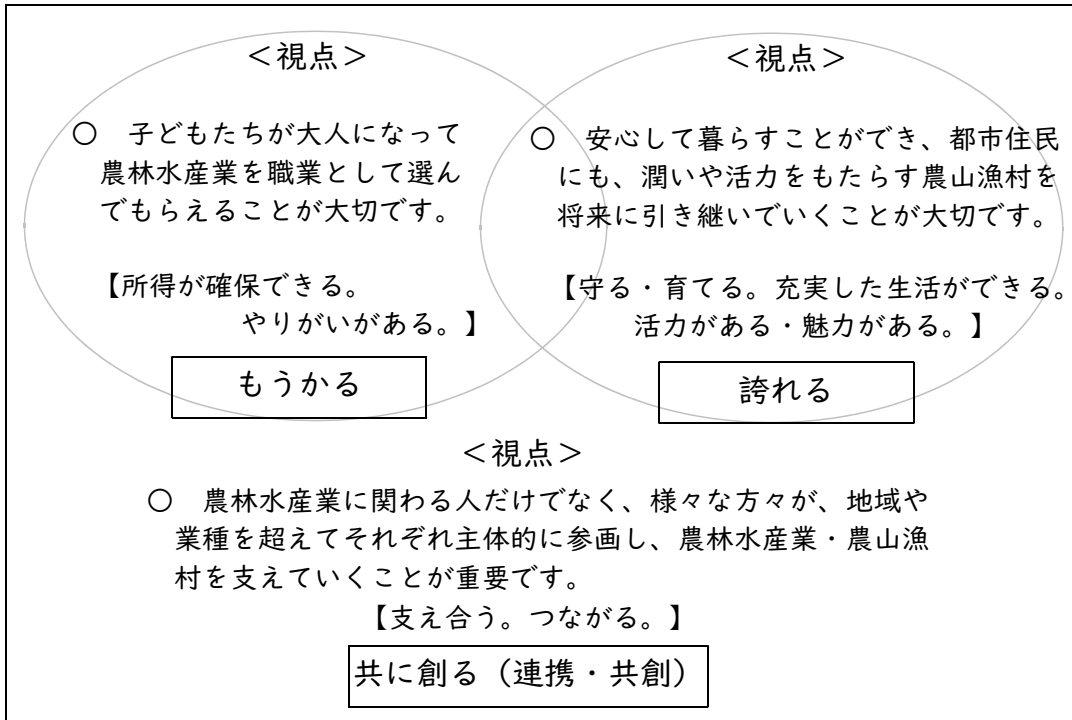 ＜視点＞
○　子どもたちが大人になって
農林水産業を職業として選ん
でもらえることが大切です。
【所得が確保できる。
やりがいがある。】
もうかる
＜視点＞
○　安心して暮らすことができ、都市住民
にも、潤いや活力をもたらす農山漁村を
将来に引き継いでいくことが大切です。
【守る・育てる。充実した生活ができる。
活力がある・魅力がある。】
誇れる
＜視点＞
○　農林水産業に関わる人だけでなく、様々な方々が、地域や
業種を超えてそれぞれ主体的に参画し、農林水産業・農山漁
村を支えていくことが重要です。
【支え合う。つながる。】
共に創る（連携・共創）